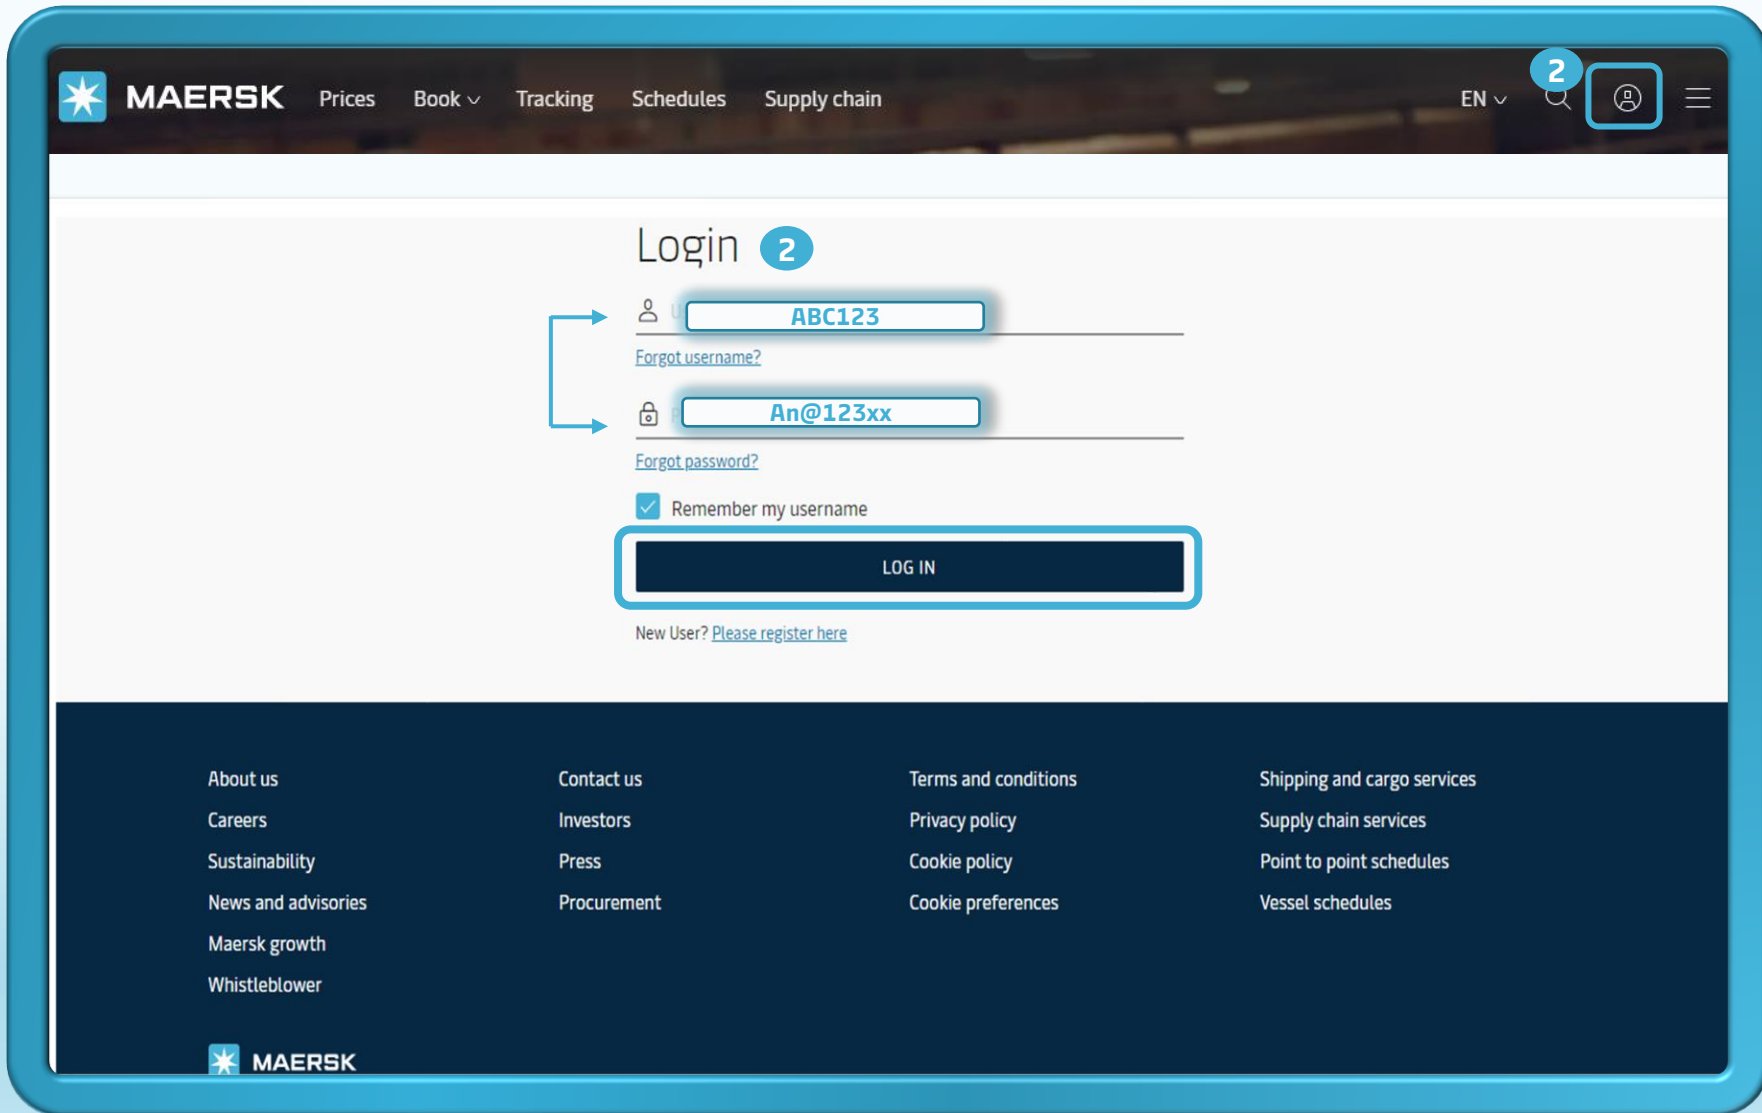 2
MAERSK Prices Book Tracking Schedules Supply chain EN
Login 2
ABC123
Forgot username?
An@123xx
Forgot password?
Remember my username
LOG IN
New User? Please register here
About us Contact us Terms and conditions Shipping and cargo services
Careers Investors Privacy policy Supply chain services
Sustainability Press Cookie policy Point to point schedules
News and advisories Procurement Cookie preferences Vessel schedules
Maersk growth
Whistleblower
MAERSK